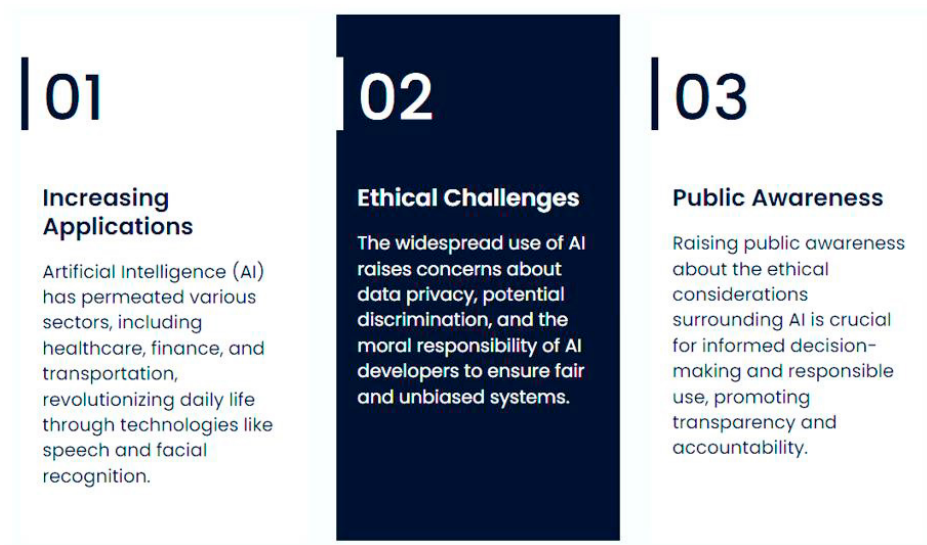 01
Increasing
Applications
Artificial Intelligence (AI)
has permeated various
sectors, including
healthcare, finance, and
transportation,
revolutionizing daily life
through technologies like
speech and facial
recognition.
02
Ethical Challenges
The widespread use of AI
raises concerns about
data privacy, potential
discrimination, and the
moral responsibility of AI
developers to ensure fair
and unbiased systems.
03
Public Awareness
Raising public awareness
about the ethical
considerations
surrounding AI is crucial
for informed decision-
making and responsible
use, promoting
transparency and
accountability.